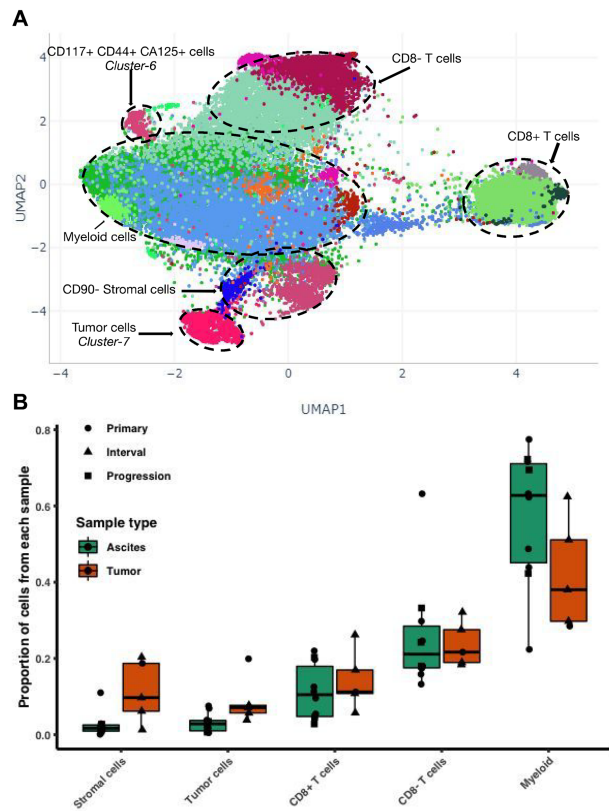 A
CD117+ CD44+ CA125+ cells
Cluster-6
CD8- T cells
CD8+ T cells
Myeloid cells
CD90- Stromal cells
Tumor cells
Cluster-7
UMAP2
4
2
0
−2
−4
−4
−2
0
2
4
UMAP1
B
Primary
Interval
Progression
Sample type
Ascites
Tumor
Proportion of cells from each sample
0.8
0.6
0.4
0.2
0.0
Stromal cells
Tumor cells
CD8+ T cells
CD8- T cells
Myeloid